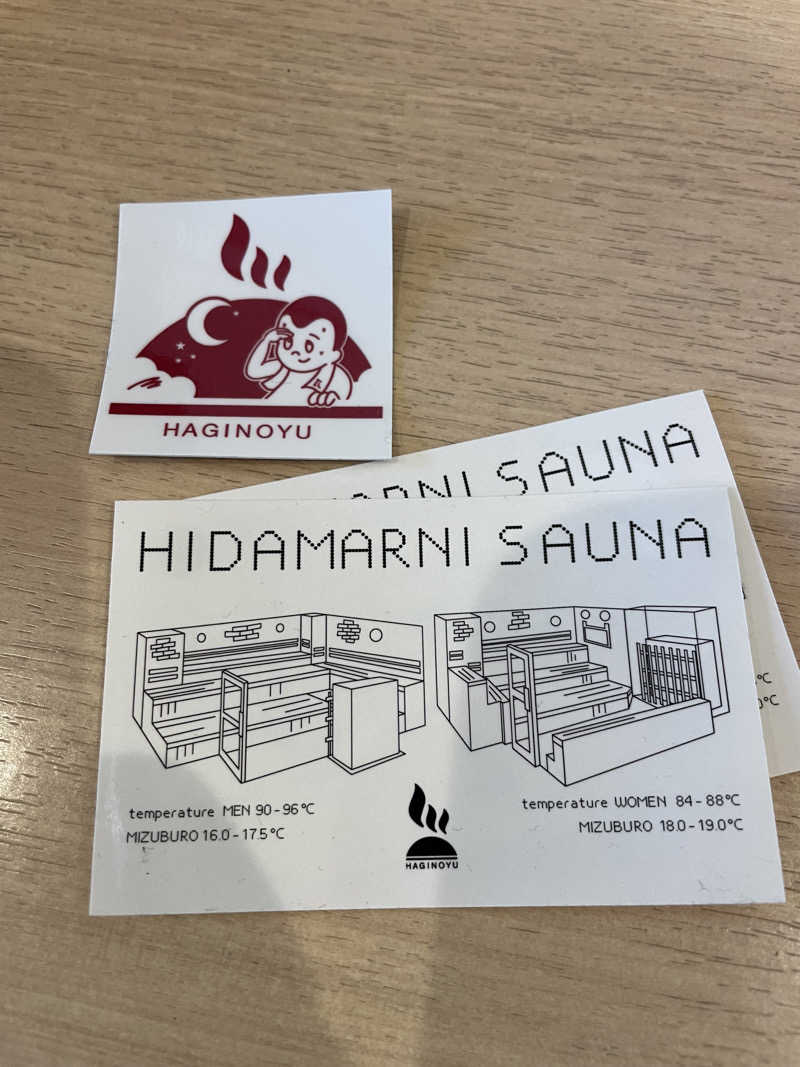 HAGINOYU
SAUNA
HIDAMARNI SAUNA
temperature MEN 90-96℃
MIZUBURO 16.0-17.5℃
temperature WOMEN 84-88℃
MIZUBURO 18.0-19.0℃
HAGINOYU